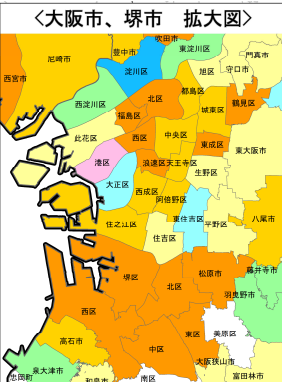 <大阪市、堺市 拡大図>
吹田市
豊中市
東淀川区
尼崎市
淀川区
旭区
門真市
守口市
西宮市
西淀川区
北区
都島区
城東区
鶴見区
福島区
此花区
西区
中央区
東成区
港区
浪速区
天王寺区
東大阪市
生野区
大正区
西成区
阿倍野区
住之江区
東住吉区
平野区
八尾市
住吉区
堺区
北区
松原市
藤井寺市
羽曳野市
西区
東区
美原区
高石市
中区
大阪狭山市
泉大津市
忠岡町
和泉市
南区
富田林市